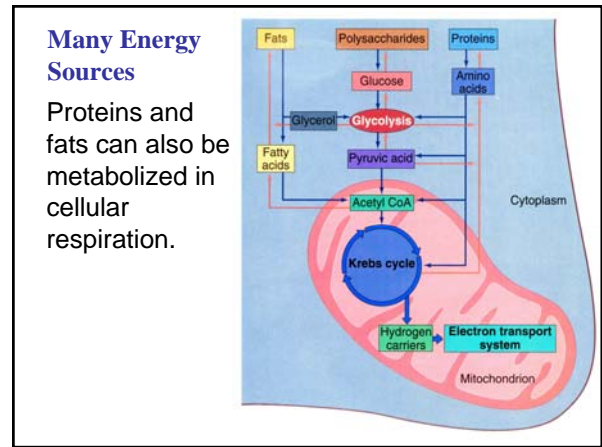 Many Energy
Sources
Proteins and
fats can also be
metabolized in
cellular
respiration.
Fats
Polysaccharides
Proteins
Glucose
Amino
acids
Glycerol
Glycolysis
Fatty
acids
Pyruvic acid
Acetyl CoA
Cytoplasm
Krebs cycle
Hydrogen
carriers
Electron transport
system
Mitochondrion